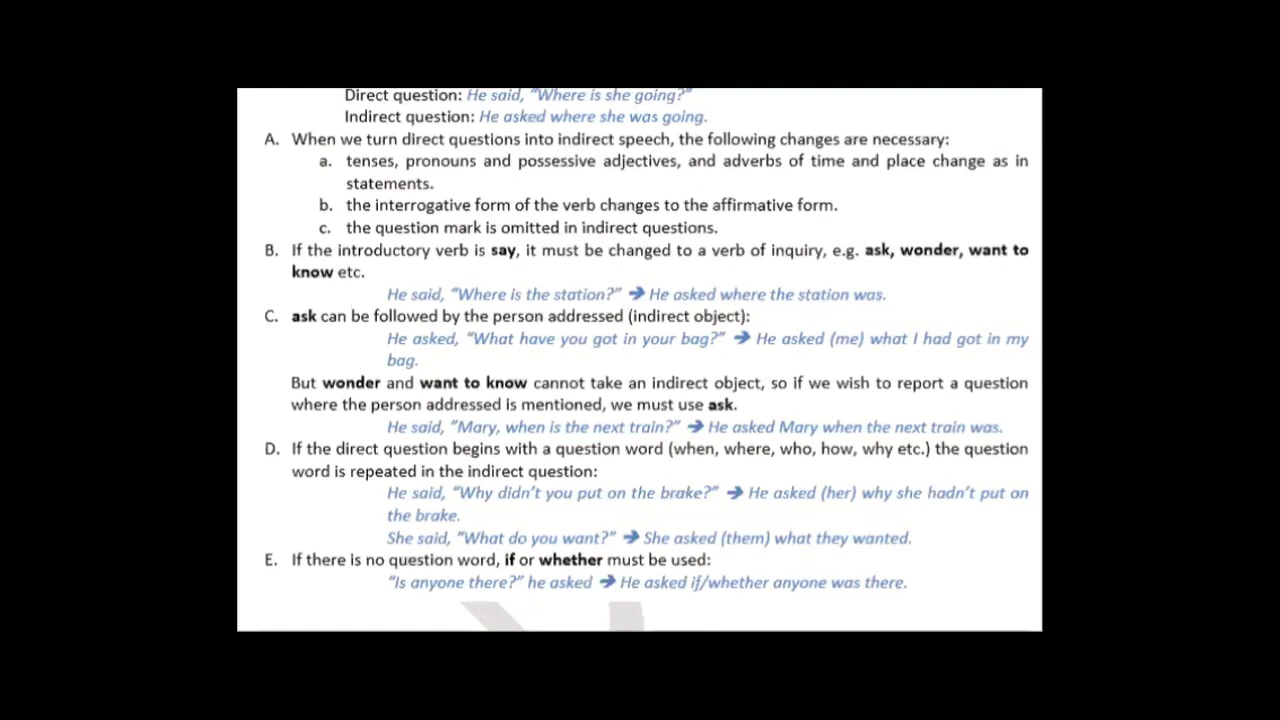 Direct question: He said, "Where is she going?"
Indirect question: He asked where she was going.
A. When we turn direct questions into indirect speech, the following changes are necessary:
a. tenses, pronouns and possessive adjectives, and adverbs of time and place change as in
statements.
b. the interrogative form of the verb changes to the affirmative form.
c. the question mark is omitted in indirect questions.
B. If the introductory verb is say, it must be changed to a verb of inquiry, e.g. ask, wonder, want to
know etc.
He said, "Where is the station?" ➔ He asked where the station was.
C. ask can be followed by the person addressed (indirect object):
He asked, "What have you got in your bag?" ➔ He asked (me) what I had got in my
bag.
But wonder and want to know cannot take an indirect object, so if we wish to report a question
where the person addressed is mentioned, we must use ask.
He said, "Mary, when is the next train?" ➔ He asked Mary when the next train was.
D. If the direct question begins with a question word (when, where, who, how, why etc.) the question
word is repeated in the indirect question:
He said, "Why didn't you put on the brake?" ➔ He asked (her) why she hadn't put on
the brake.
She said, "What do you want?" ➔ She asked (them) what they wanted.
E. If there is no question word, if or whether must be used:
"Is anyone there?" he asked ➔ He asked if/whether anyone was there.